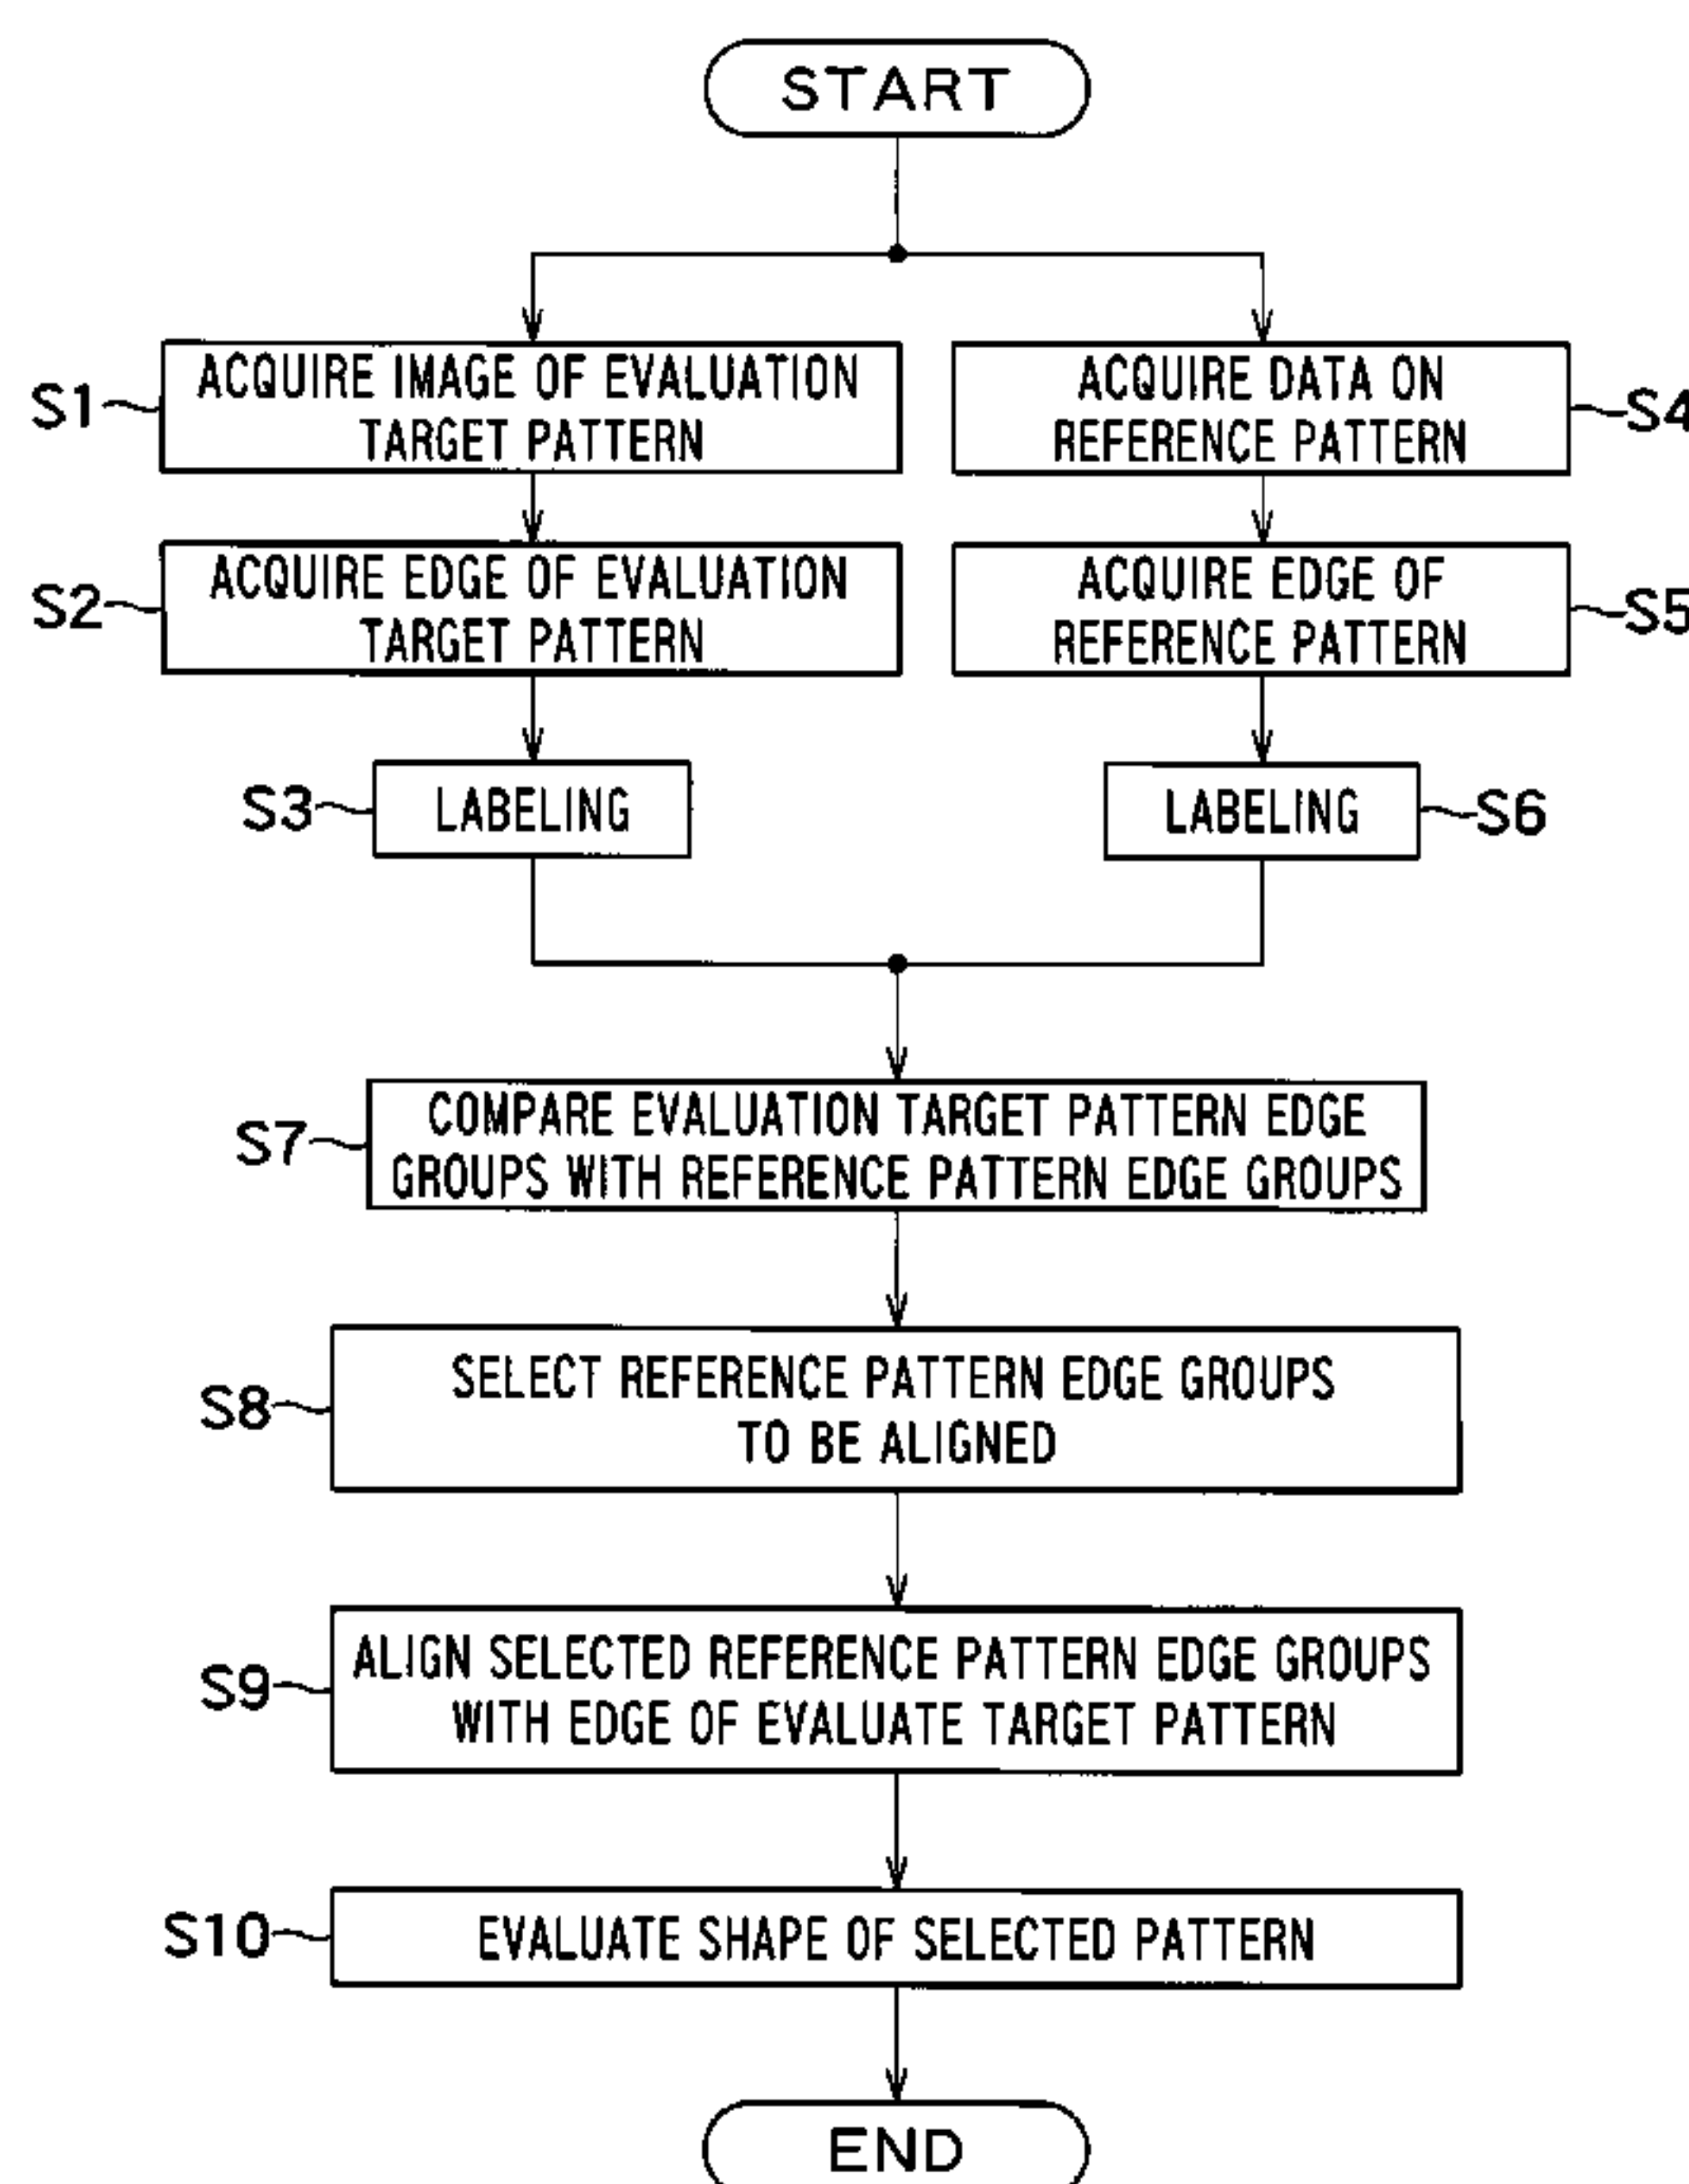 START
S1
ACQUIRE IMAGE OF EVALUATION
TARGET PATTERN
ACQUIRE DATA ON
REFERENCE PATTERN
S4
S2
ACQUIRE EDGE OF EVALUATION
TARGET PATTERN
ACQUIRE EDGE OF
REFERENCE PATTERN
S5
S3
LABELING
LABELING
S6
S7
COMPARE EVALUATION TARGET PATTERN EDGE
GROUPS WITH REFERENCE PATTERN EDGE GROUPS
S8
SELECT REFERENCE PATTERN EDGE GROUPS
TO BE ALIGNED
S9
ALIGN SELECTED REFERENCE PATTERN EDGE GROUPS
WITH EDGE OF EVALUATE TARGET PATTERN
S10
EVALUATE SHAPE OF SELECTED PATTERN
END